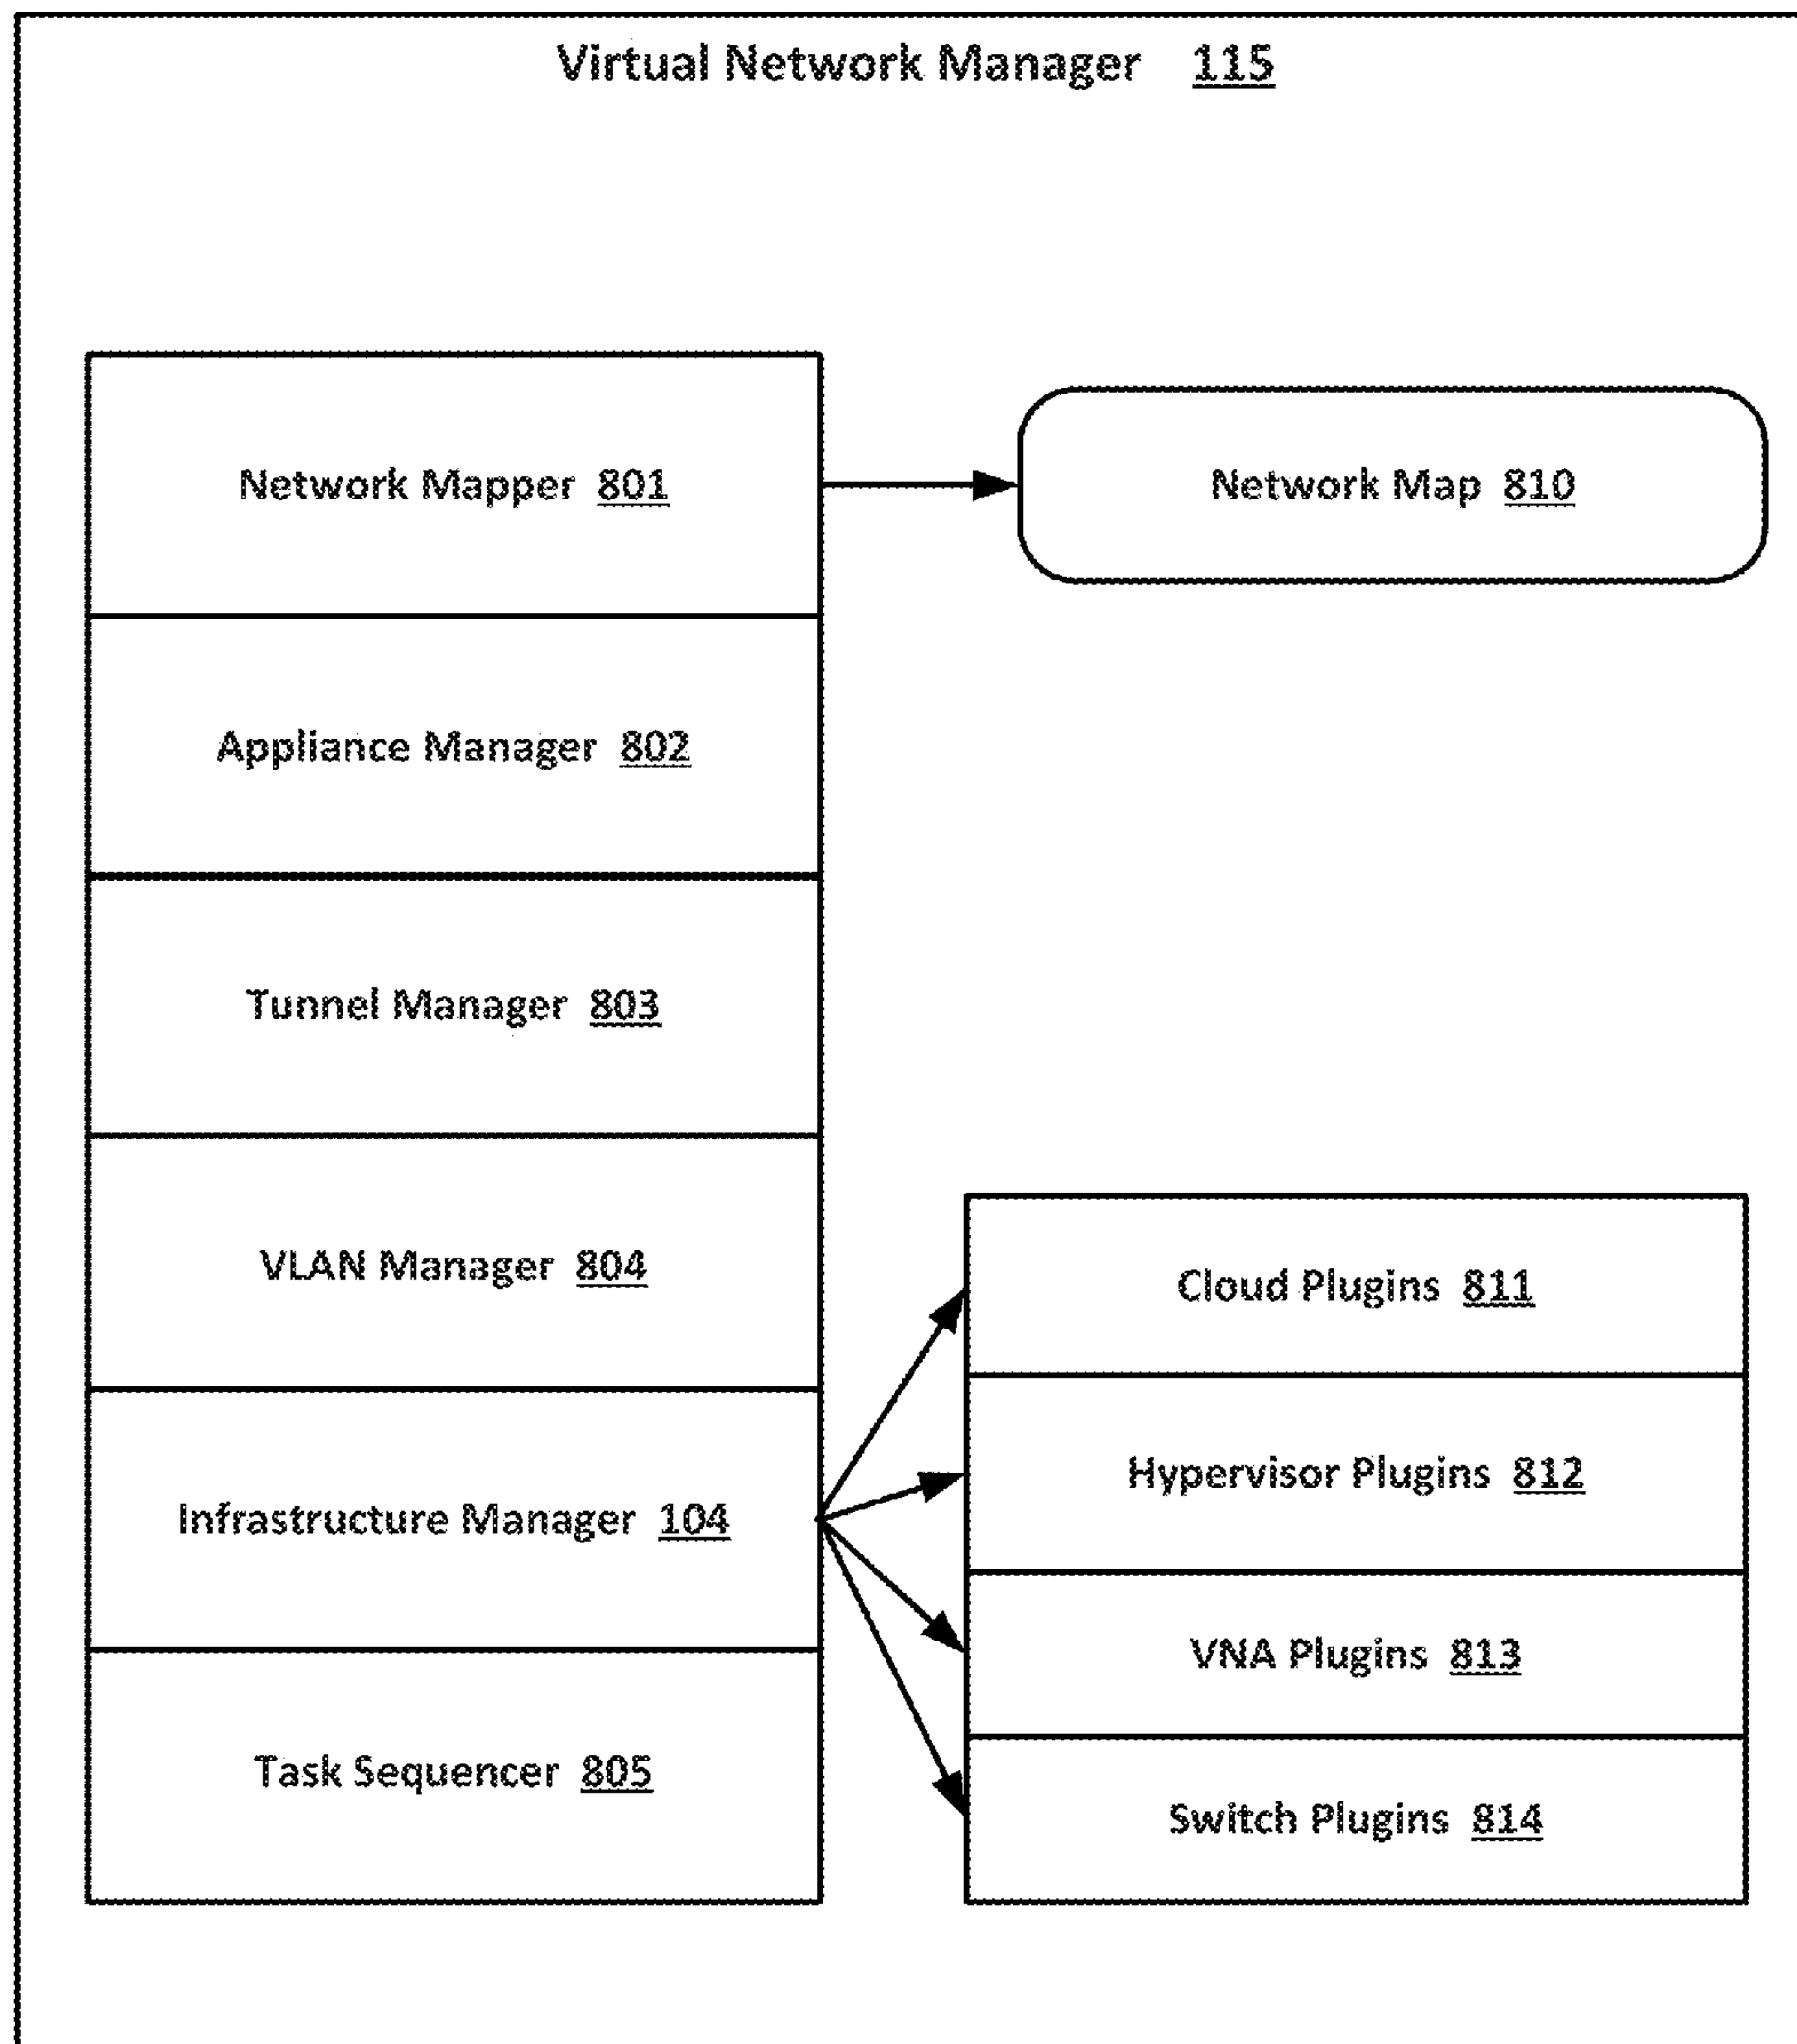 Virtual Network Manager 115
Network Mapper 801
Network Map 810
Appliance Manager 802
Tunnel Manager 803
VLAN Manager 804
Infrastructure Manager 104
Task Sequencer 805
Cloud Plugins 811
Hypervisor Plugins 812
VNA Plugins 813
Switch Plugins 814